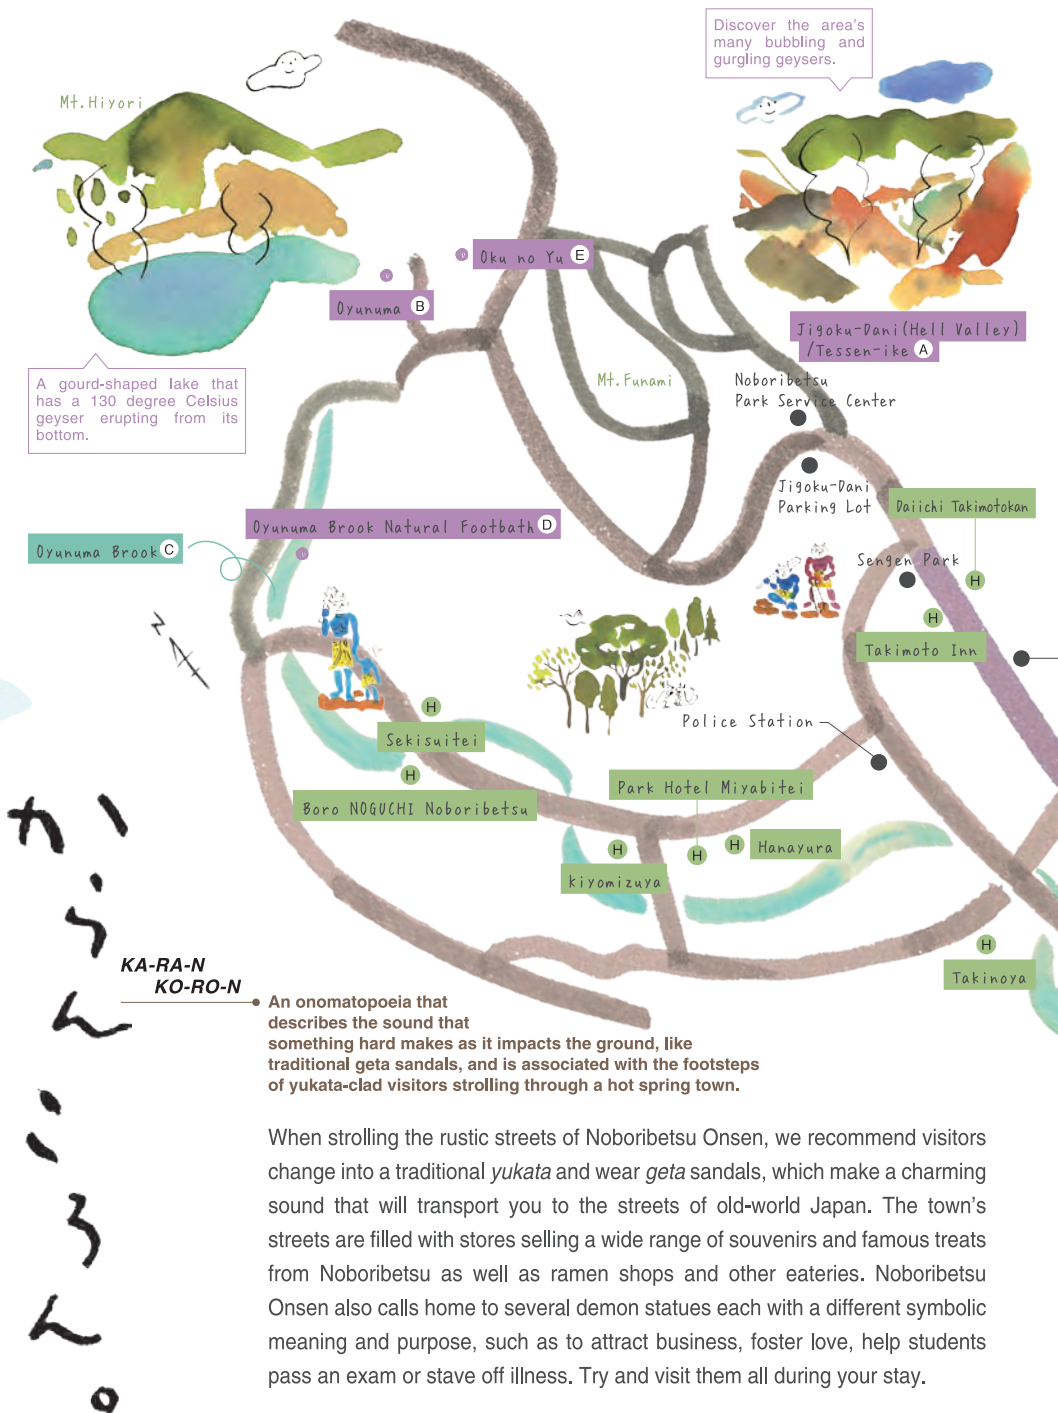 Discover the area's
many bubbling and
gurgling geysers.
Mt.Hiyori
Oku no Yu E
Oyunuma B
Jigoku-Dani(Hell Valley)
/Tessen-ike A
A gourd-shaped lake that
has a 130 degree Celsius
geyser erupting from its
bottom.
Mt.Funami
Noboribetsu
Park Service Center
Jigoku-Dani
Parking Lot
Daiichi Takimotokan
H
Oyunuma Brook Natural Footbath D
Oyunuma Brook C
Sengen Park
H
Takimoto Inn
N
H
Sekisuitei
Police Station
H
Boro NOGUCHI Noboribetsu
Park Hotel Miyabitei
H
H
Hanayura
H
kiyomizuya
H
Takinoya
からんころん。
KA-RA-N
KO-RO-N
An onomatopoeia that
describes the sound that
something hard makes as it impacts the ground, like
traditional geta sandals, and is associated with the footsteps
of yukata-clad visitors strolling through a hot spring town.
When strolling the rustic streets of Noboribetsu Onsen, we recommend visitors
change into a traditional yukata and wear geta sandals, which make a charming
sound that will transport you to the streets of old-world Japan. The town's
streets are filled with stores selling a wide range of souvenirs and famous treats
from Noboribetsu as well as ramen shops and other eateries. Noboribetsu
Onsen also calls home to several demon statues each with a different symbolic
meaning and purpose, such as to attract business, foster love, help students
pass an exam or stave off illness. Try and visit them all during your stay.